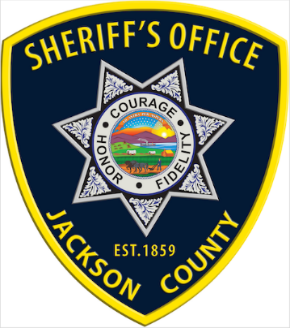 SHERIFF'S OFFICE
COURAGE
HONOR
FIDELITY
EST.1859
JACKSON COUNTY